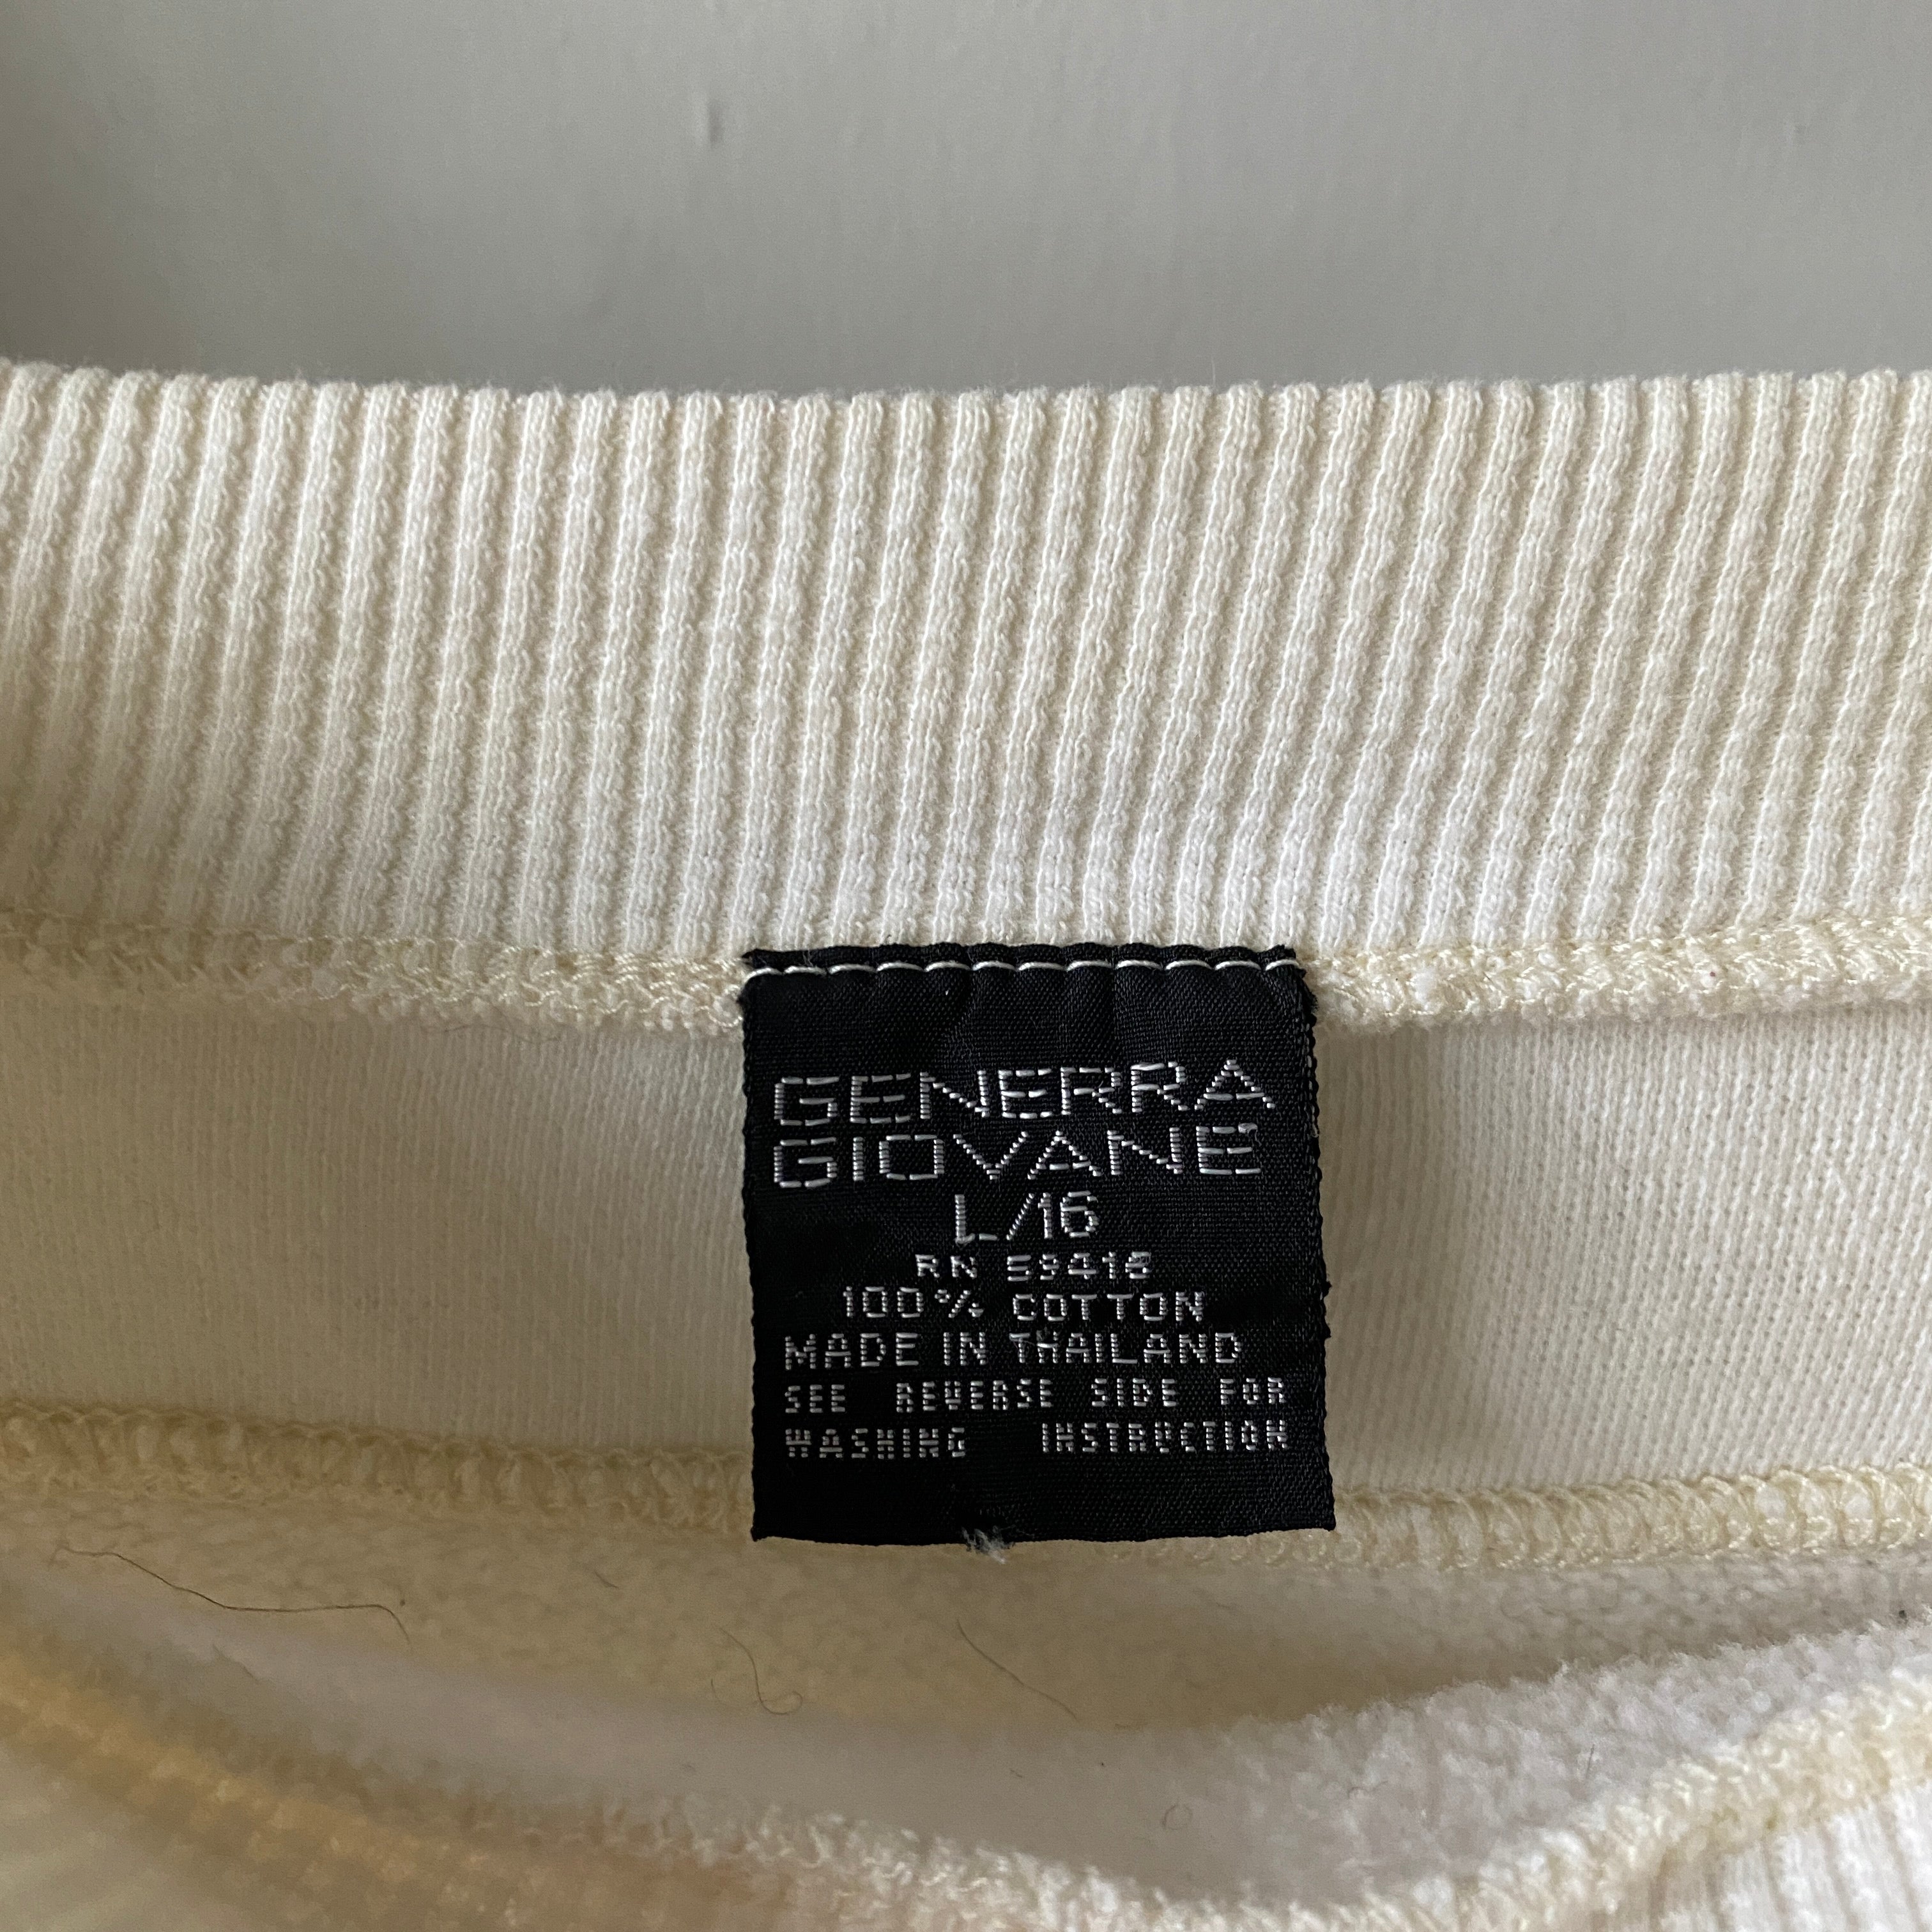 GENERRA
GIOVANE
L/16
RN 59416
100% COTTON
MADE IN THAILAND
SEE REVERSE SIDE FOR
WASHING INSTRUCTION